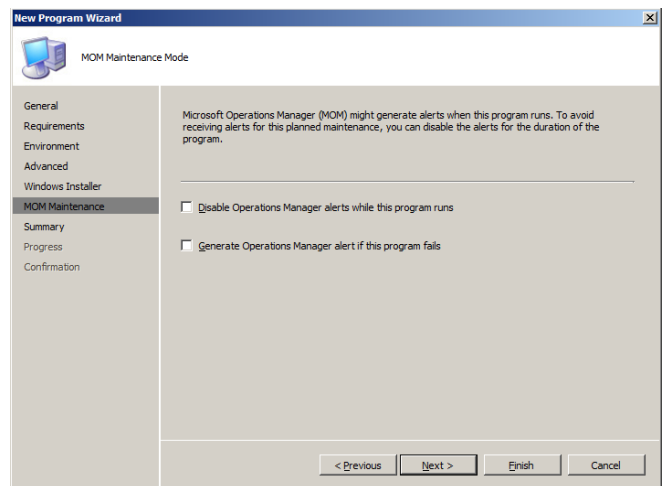 New Program Wizard
MOM Maintenance Mode
General
Requirements
Environment
Advanced
Windows Installer
MOM Maintenance
Summary
Progress
Confirmation
Microsoft Operations Manager (MOM) might generate alerts when this program runs. To avoid
receiving alerts for this planned maintenance, you can disable the alerts for the duration of the
program.
Disable Operations Manager alerts while this program runs
Generate Operations Manager alert if this program fails
< Previous
Next >
Finish
Cancel